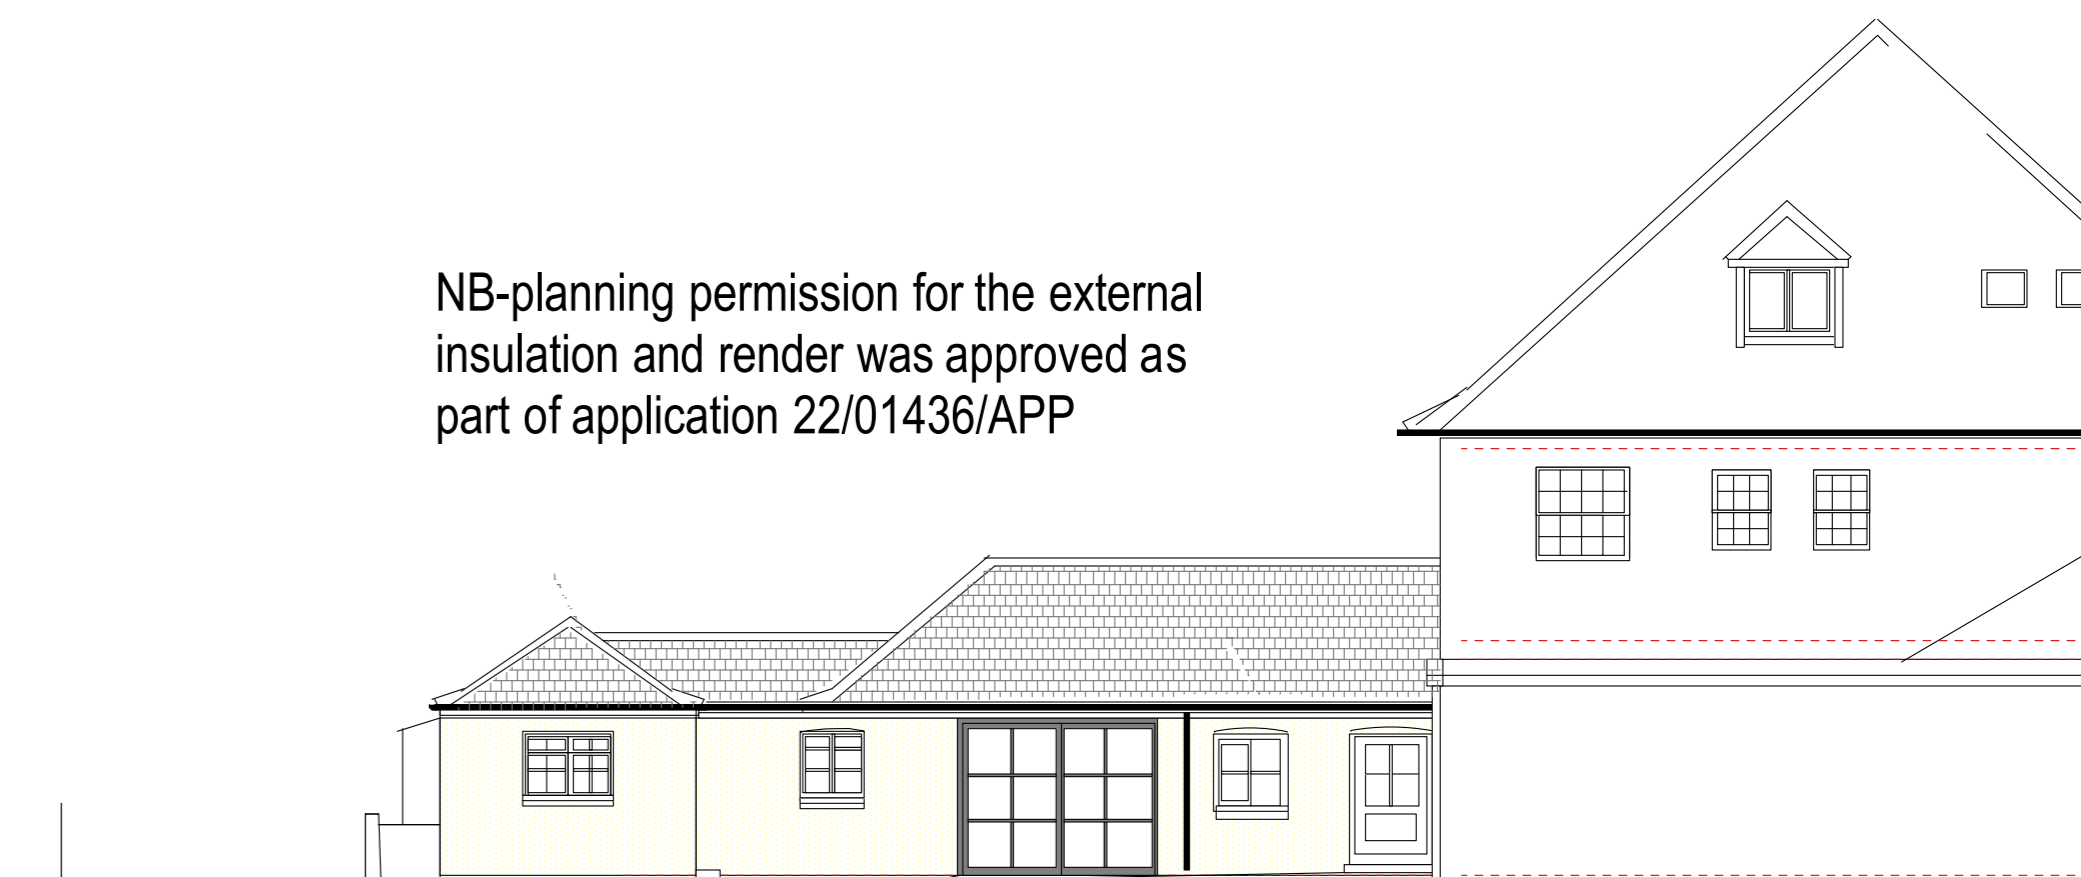 NB-planning permission for the external
insulation and render was approved as
part of application 22/01436/APP